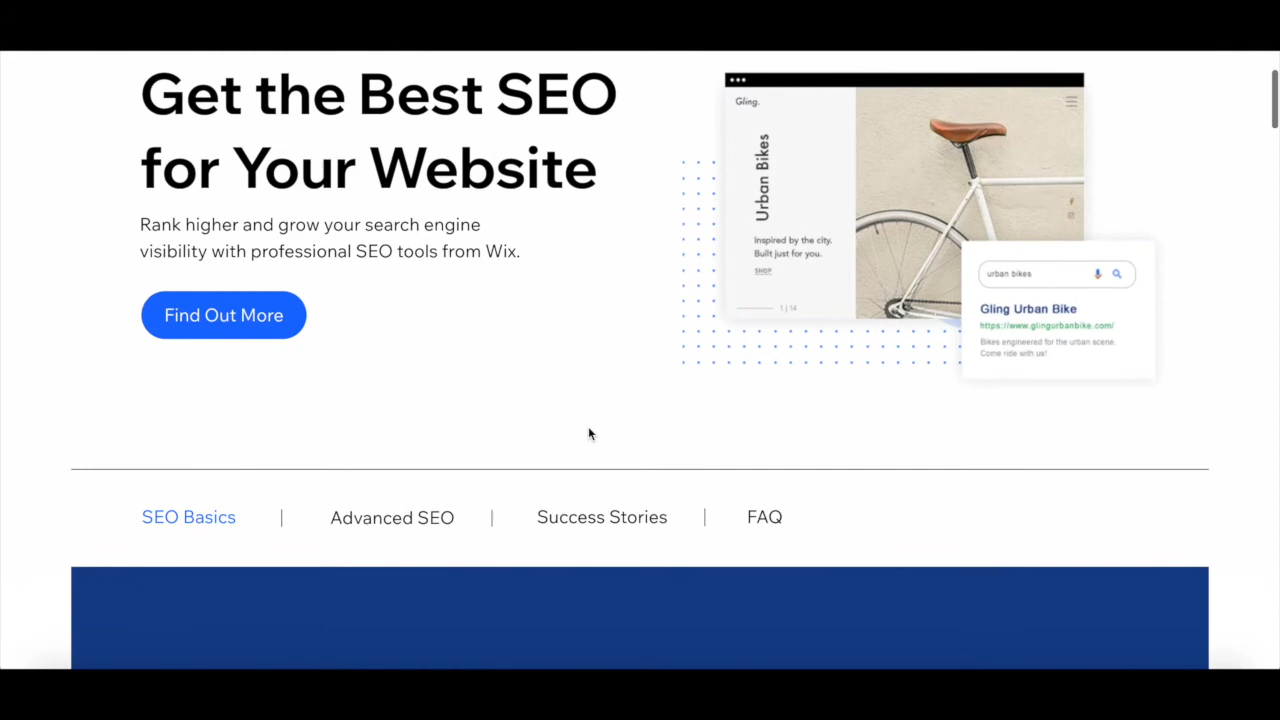 Get the Best SEO
for Your Website
Rank higher and grow your search engine
visibility with professional SEO tools from Wix.
Find Out More
Gling.
Urban Bikes
Inspired by the city.
Built just for you.
SHOP
1 | 14
urban bikes
Gling Urban Bike
https://www.glingurbanbike.com/
Bikes engineered for the urban scene.
Come ride with us!
SEO Basics | Advanced SEO | Success Stories | FAQ